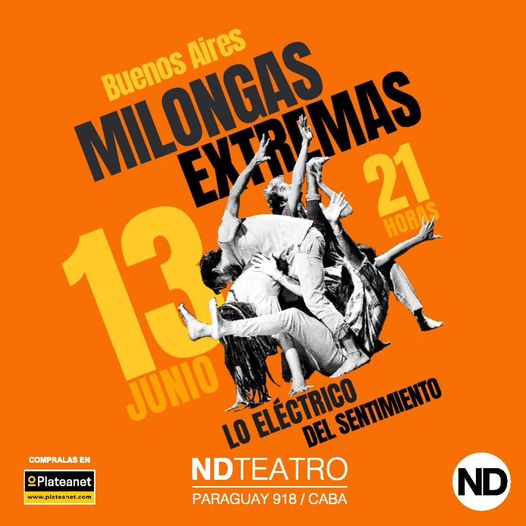 Buenos Aires
MILONGAS
EXTREMAS
13
JUNIO
21
HORAS
LO ELÉCTRICO
DEL SENTIMIENTO
COMPRALAS EN
Plateanet
www.plateanet.com
NDTEATRO
PARAGUAY 918 / CABA
ND